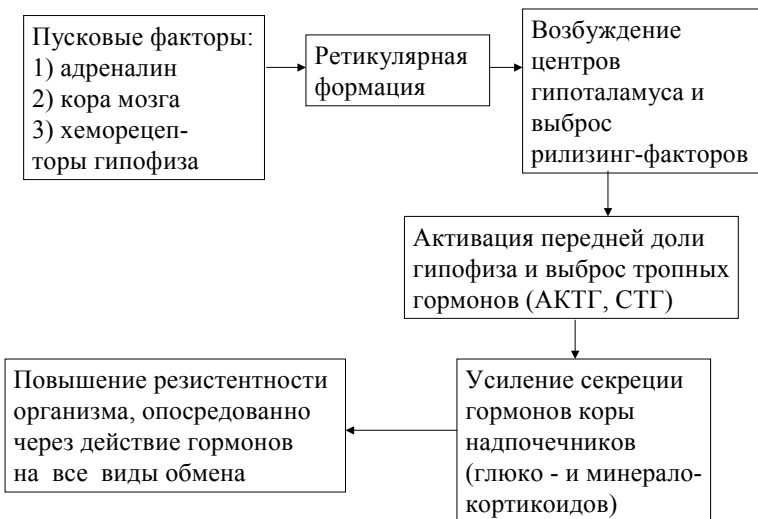 Пусковые факторы:
1) адреналин
2) кора мозга
3) хеморецеп-
торы гипофиза
Ретикулярная
формация
Возбуждение
центров
гипоталамуса и
выброс
рилизинг-факторов
Активация передней доли
гипофиза и выброс тропных
гормонов (АКТГ, СТГ)
Усиление секреции
гормонов коры
надпочечников
(глюко - и минерало-
кортикоидов)
Повышение резистентности
организма, опосредованно
через действие гормонов
на все виды обмена